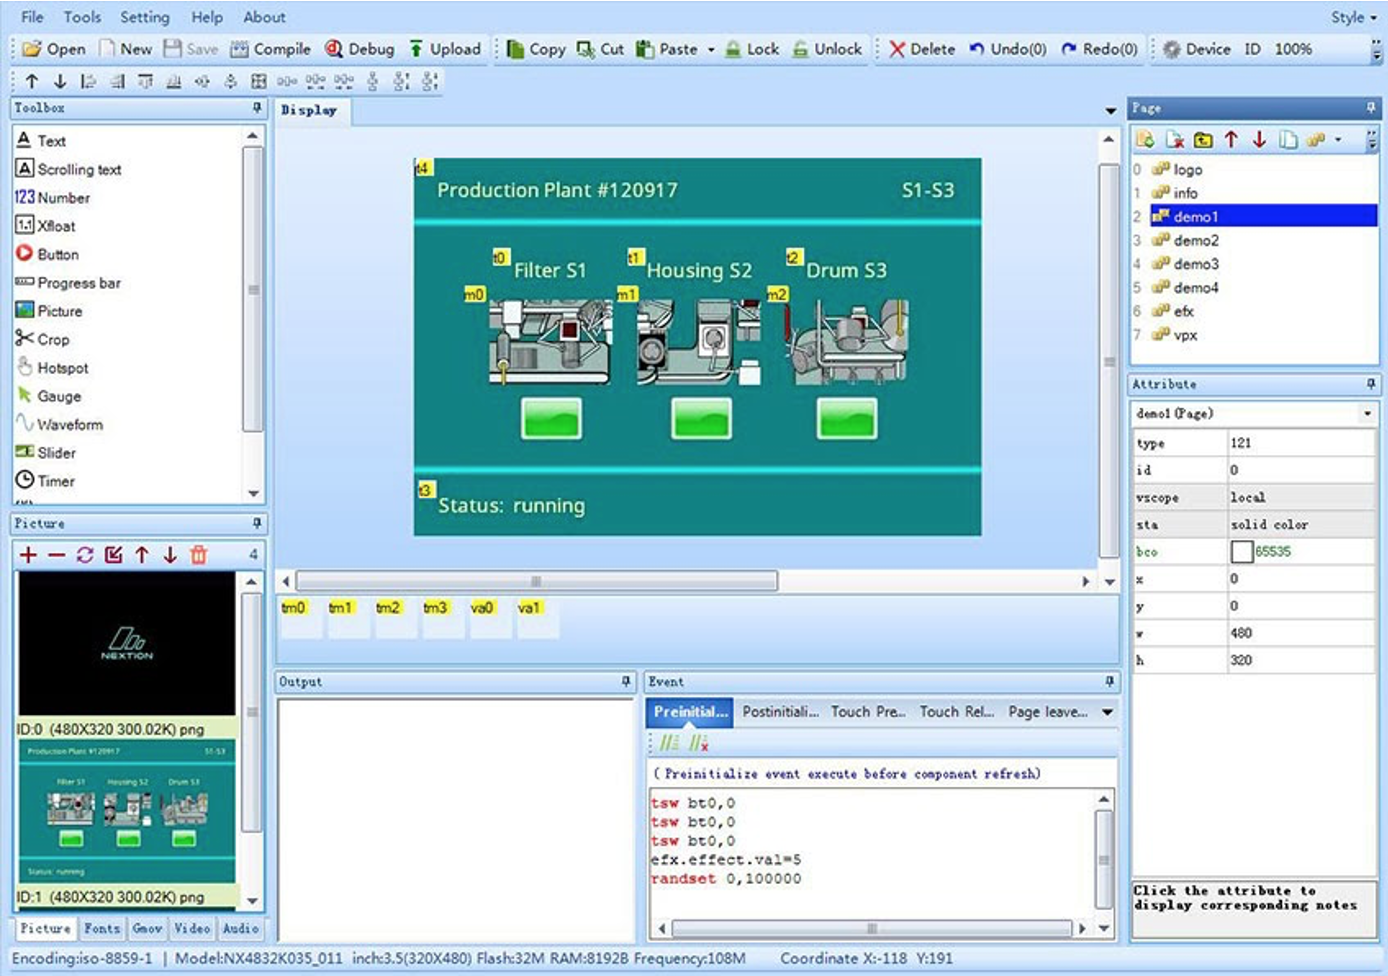 File Tools Setting Help About Style
Open New Save Compile Debug Upload Copy Cut Paste Lock Unlock Delete Undo(0) Redo(0) Device ID 100%
Toolbox
A Text
A Scrolling text
123 Number
1.1 Xfloat
Button
Progress bar
Picture
Crop
Hotspot
Gauge
Waveform
Slider
Timer
Picture
4
NEXTION
ID:0 (480X320 300.02K) png
Production Plant #120917 S1-S3
Filter S1 Housing S2 Drum S3
Status: running
ID:1 (480X320 300.02K) png
Picture Fonts Gmov Video Audio
Display
t4
Production Plant #120917 S1-S3
t0 Filter S1 t1 Housing S2 t2 Drum S3
m0 m1 m2
t3
Status: running
tm0 tm1 tm2 tm3 va0 va1
Output
Event
Preinitial... Postinitiali... Touch Pre... Touch Rel... Page leave...
(Preinitialize event execute before component refresh)
tsw bt0,0
tsw bt0,0
tsw bt0,0
efx.effect.val=5
randset 0,100000
Page
0 logo
1 info
2 demo1
3 demo2
4 demo3
5 demo4
6 efx
7 vpx
Attribute
demo1(Page)
type 121
id 0
vscope local
sta solid color
bco 65535
x 0
y 0
w 480
h 320
Click the attribute to
display corresponding notes
Encoding:iso-8859-1 | Model:NX4832K035_011 inch:3.5(320X480) Flash:32M RAM:8192B Frequency:108M Coordinate X:-118 Y:191